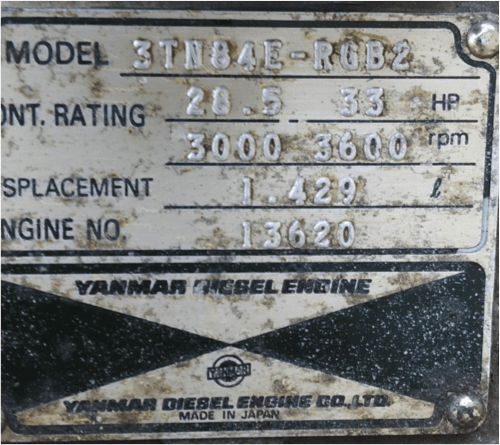 MODEL 3TN84E-RGB2
ONT. RATING 28.5 33 HP
3000 3600 rpm
SPLACEMENT 1.429 ℓ
NGINE NO. 13620
YANMAR DIESEL ENGINE
YANMAR
YANMAR DIESEL ENGINE CO.,LTD.
MADE IN JAPAN